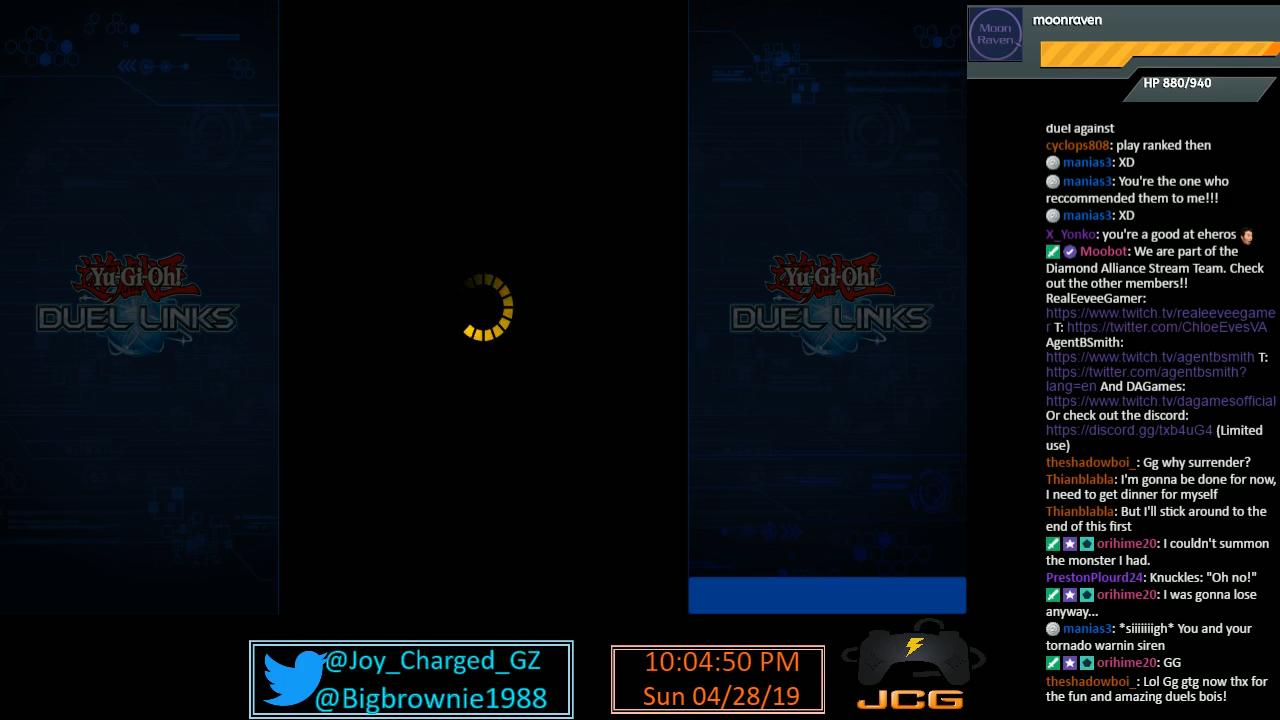 Moon
Raven
moonraven
HP 880/940
Yu-Gi-Oh!
DUEL LINKS
Yu-Gi-Oh!
DUEL LINKS
duel against
cyclops808: play ranked then
manias3: XD
manias3: You're the one who
reccommended them to me!!!
manias3: XD
X_Yonko: you're a good at eheros
Moobot: We are part of the
Diamond Alliance Stream Team. Check
out the other members!!
RealEeveeGamer:
https://www.twitch.tv/realeeveegame
r T: https://twitter.com/ChloeEvesVA
AgentBSmith:
https://www.twitch.tv/agentbsmith T:
https://twitter.com/agentbsmith?
lang=en And DAGames:
https://www.twitch.tv/dagamesofficial
Or check out the discord:
https://discord.gg/txb4uG4 (Limited
use)
theshadowboi_: Gg why surrender?
Thianblabla: I'm gonna be done for now,
I need to get dinner for myself
Thianblabla: But I'll stick around to the
end of this first
orihime20: I couldn't summon
the monster I had.
PrestonPlourd24: Knuckles: "Oh no!"
orihime20: I was gonna lose
anyway...
manias3: *siiiiiiigh* You and your
tornado warnin siren
orihime20: GG
theshadowboi_: Lol Gg gtg now thx for
the fun and amazing duels bois!
@Joy_Charged_GZ
@Bigbrownie1988
10:04:50 PM
Sun 04/28/19
JCG